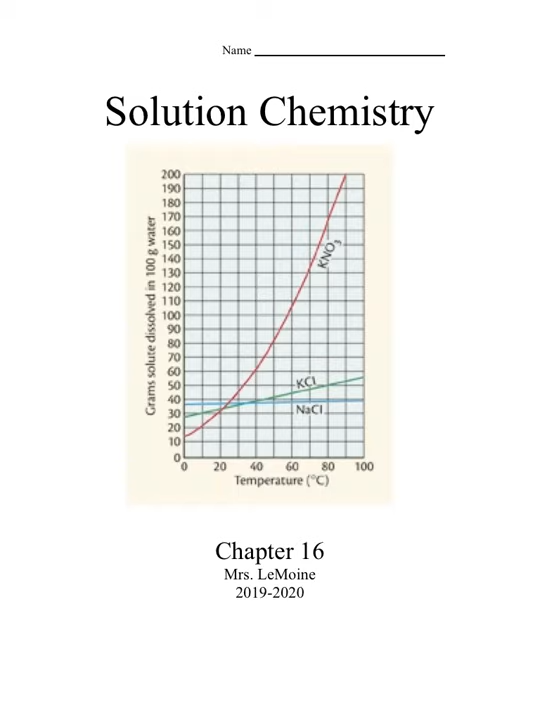 Name
Solution Chemistry
200
190
180
170
160
150
140
130
120
110
100
90
80
70
60
50
40
30
20
10
0
Grams solute dissolved in 100 g water
KNO₃
KCl
NaCl
0 20 40 60 80 100
Temperature (°C)
Chapter 16
Mrs. LeMoine
2019-2020